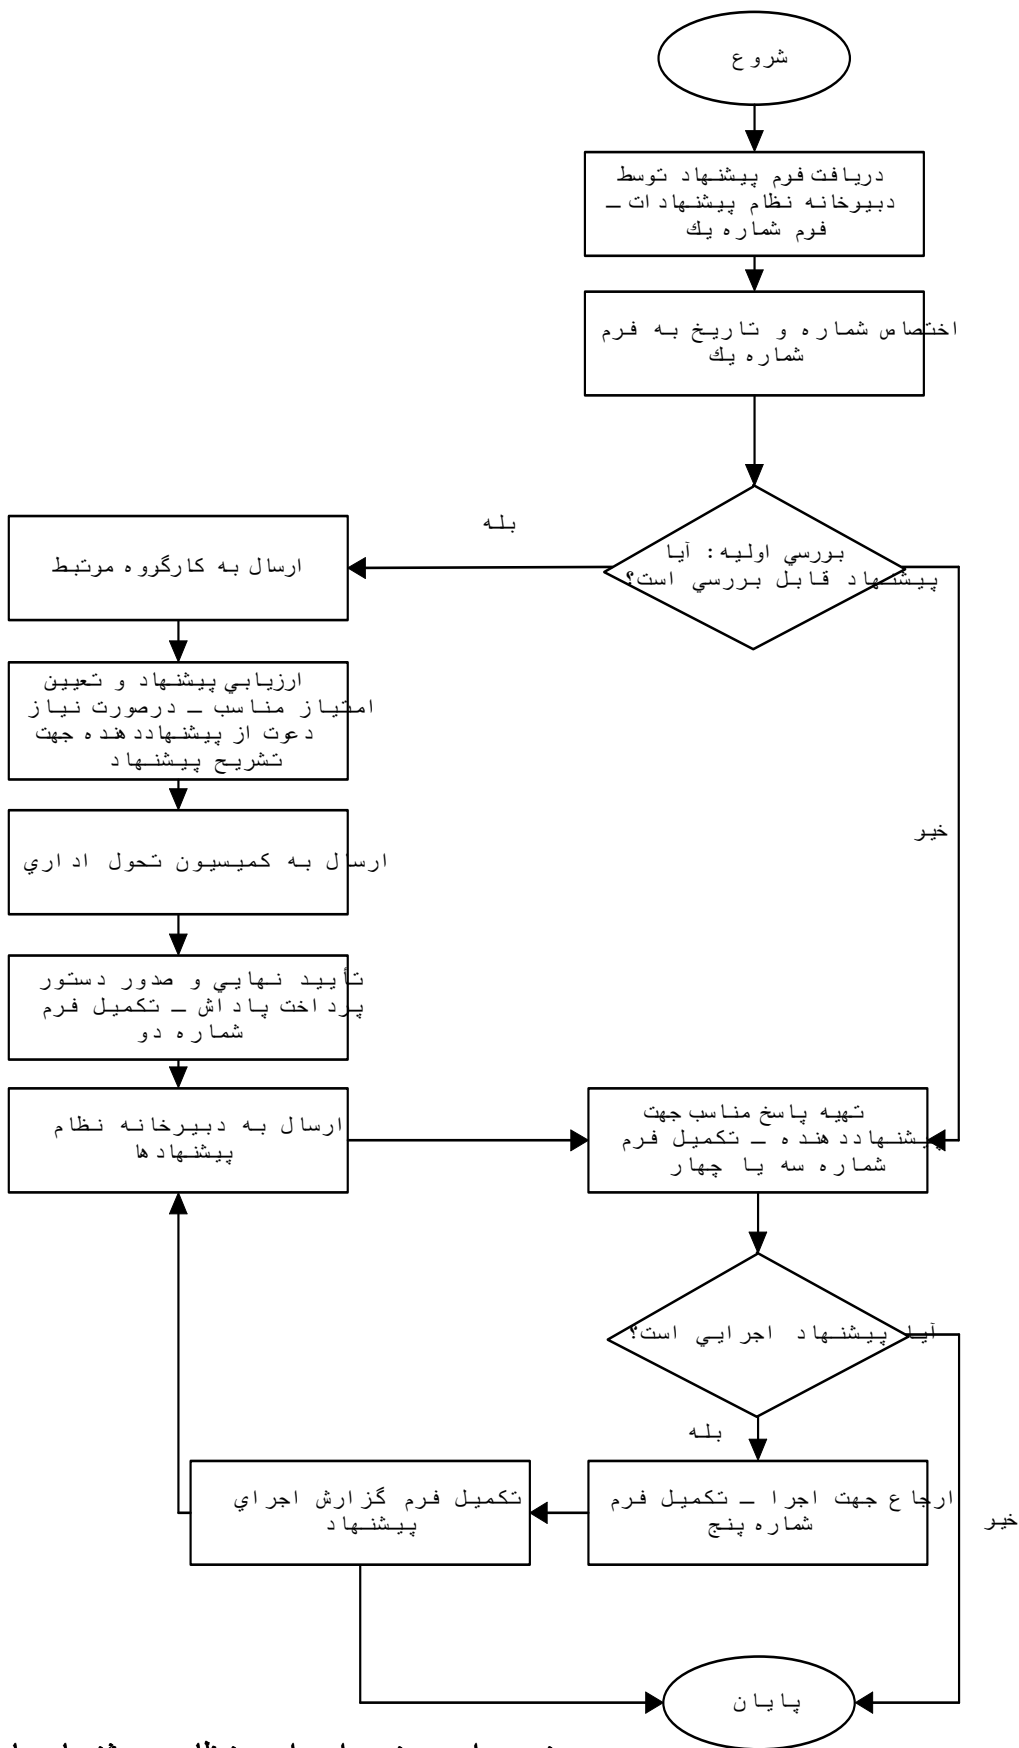 شروع
دريافت فرم پيشنهاد توسط
دبيرخانه نظام پيشنهادات ـ
فرم شماره يك
اختصاص شماره و تاريخ به فرم
شماره يك
بررسي اوليه: آيا
پيشنهاد قابل بررسي است؟
بله
ارسال به كارگروه مرتبط
ارزيابي پيشنهاد و تعيين
امتياز مناسب ـ درصورت نياز
دعوت از پيشنهاددهنده جهت
تشريح پيشنهاد
ارسال به كميسيون تحول اداري
خير
تأييد نهايي و صدور دستور
پرداخت پاداش ـ تكميل فرم
شماره دو
ارسال به دبيرخانه نظام
پيشنهادها
تهيه پاسخ مناسب جهت
پيشنهاددهنده ـ تكميل فرم
شماره سه يا چهار
آيا پيشنهاد اجرايي است؟
بله
ارجاع جهت اجرا ـ تكميل فرم
شماره پنج
تكميل فرم گزارش اجراي
پيشنهاد
خير
پايان